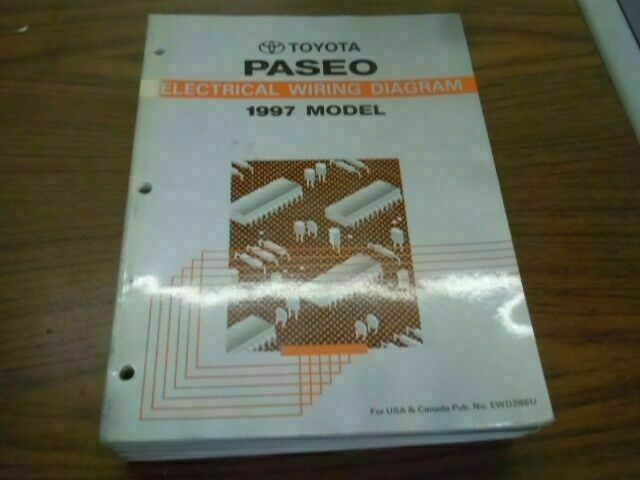 TOYOTA
PASEO
ELECTRICAL WIRING DIAGRAM
1997 MODEL
For USA & Canada Pub. No. EWD286U